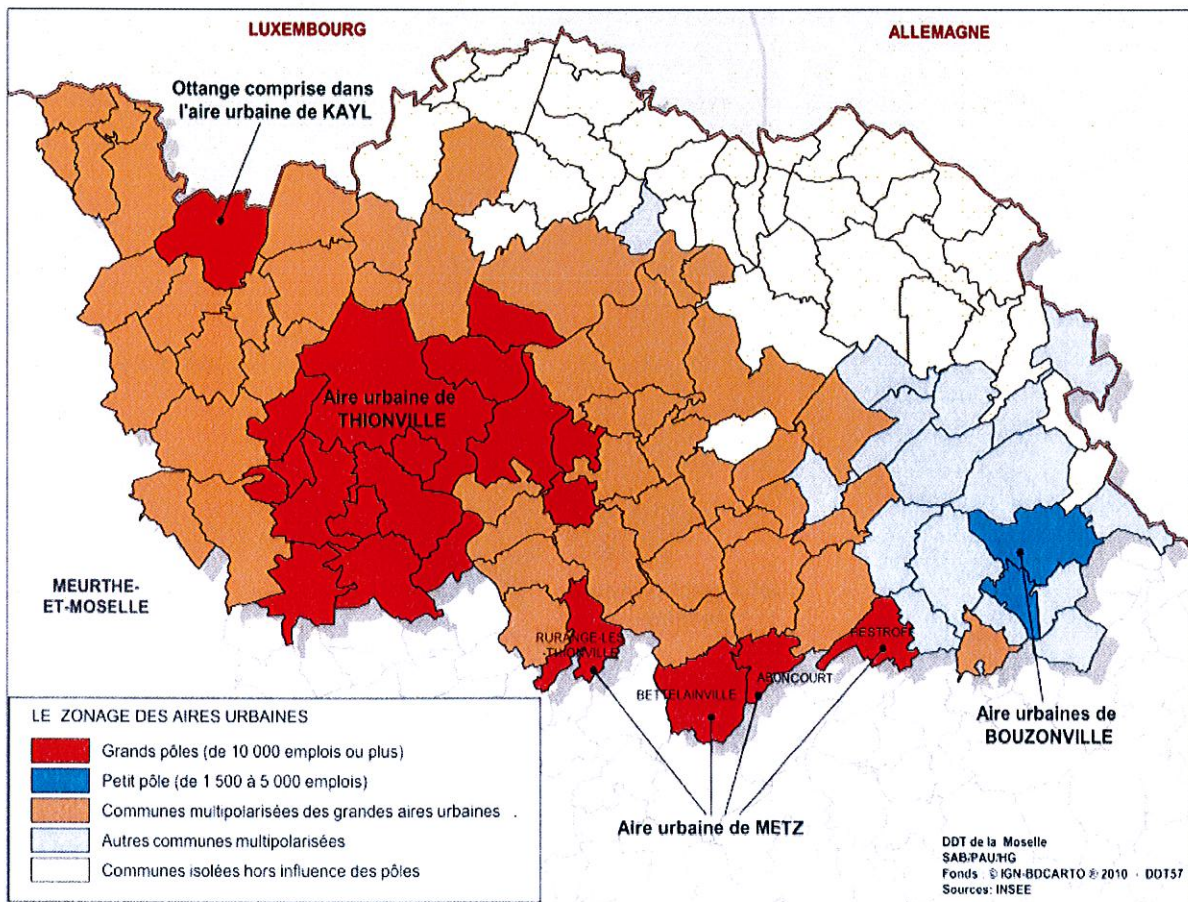 LUXEMBOURG
ALLEMAGNE
Ottange comprise dans
l'aire urbaine de KAYL
Aire urbaine de
THIONVILLE
MEURTHE-
ET-MOSELLE
RURANGE-LES
-THIONVILLE
BETTELAINVILLE
ABONCOURT
HESTROFF
Aire urbaines de
BOUZONVILLE
Aire urbaine de METZ
LE ZONAGE DES AIRES URBAINES
Grands pôles (de 10 000 emplois ou plus)
Petit pôle (de 1 500 à 5 000 emplois)
Communes multipolarisées des grandes aires urbaines .
Autres communes multipolarisées
Communes isolées hors influence des pôles
DDT de la Moselle
SAB/PAU/HG
Fonds : © IGN-BDCARTO ® 2010 - DDT57
Sources: INSEE